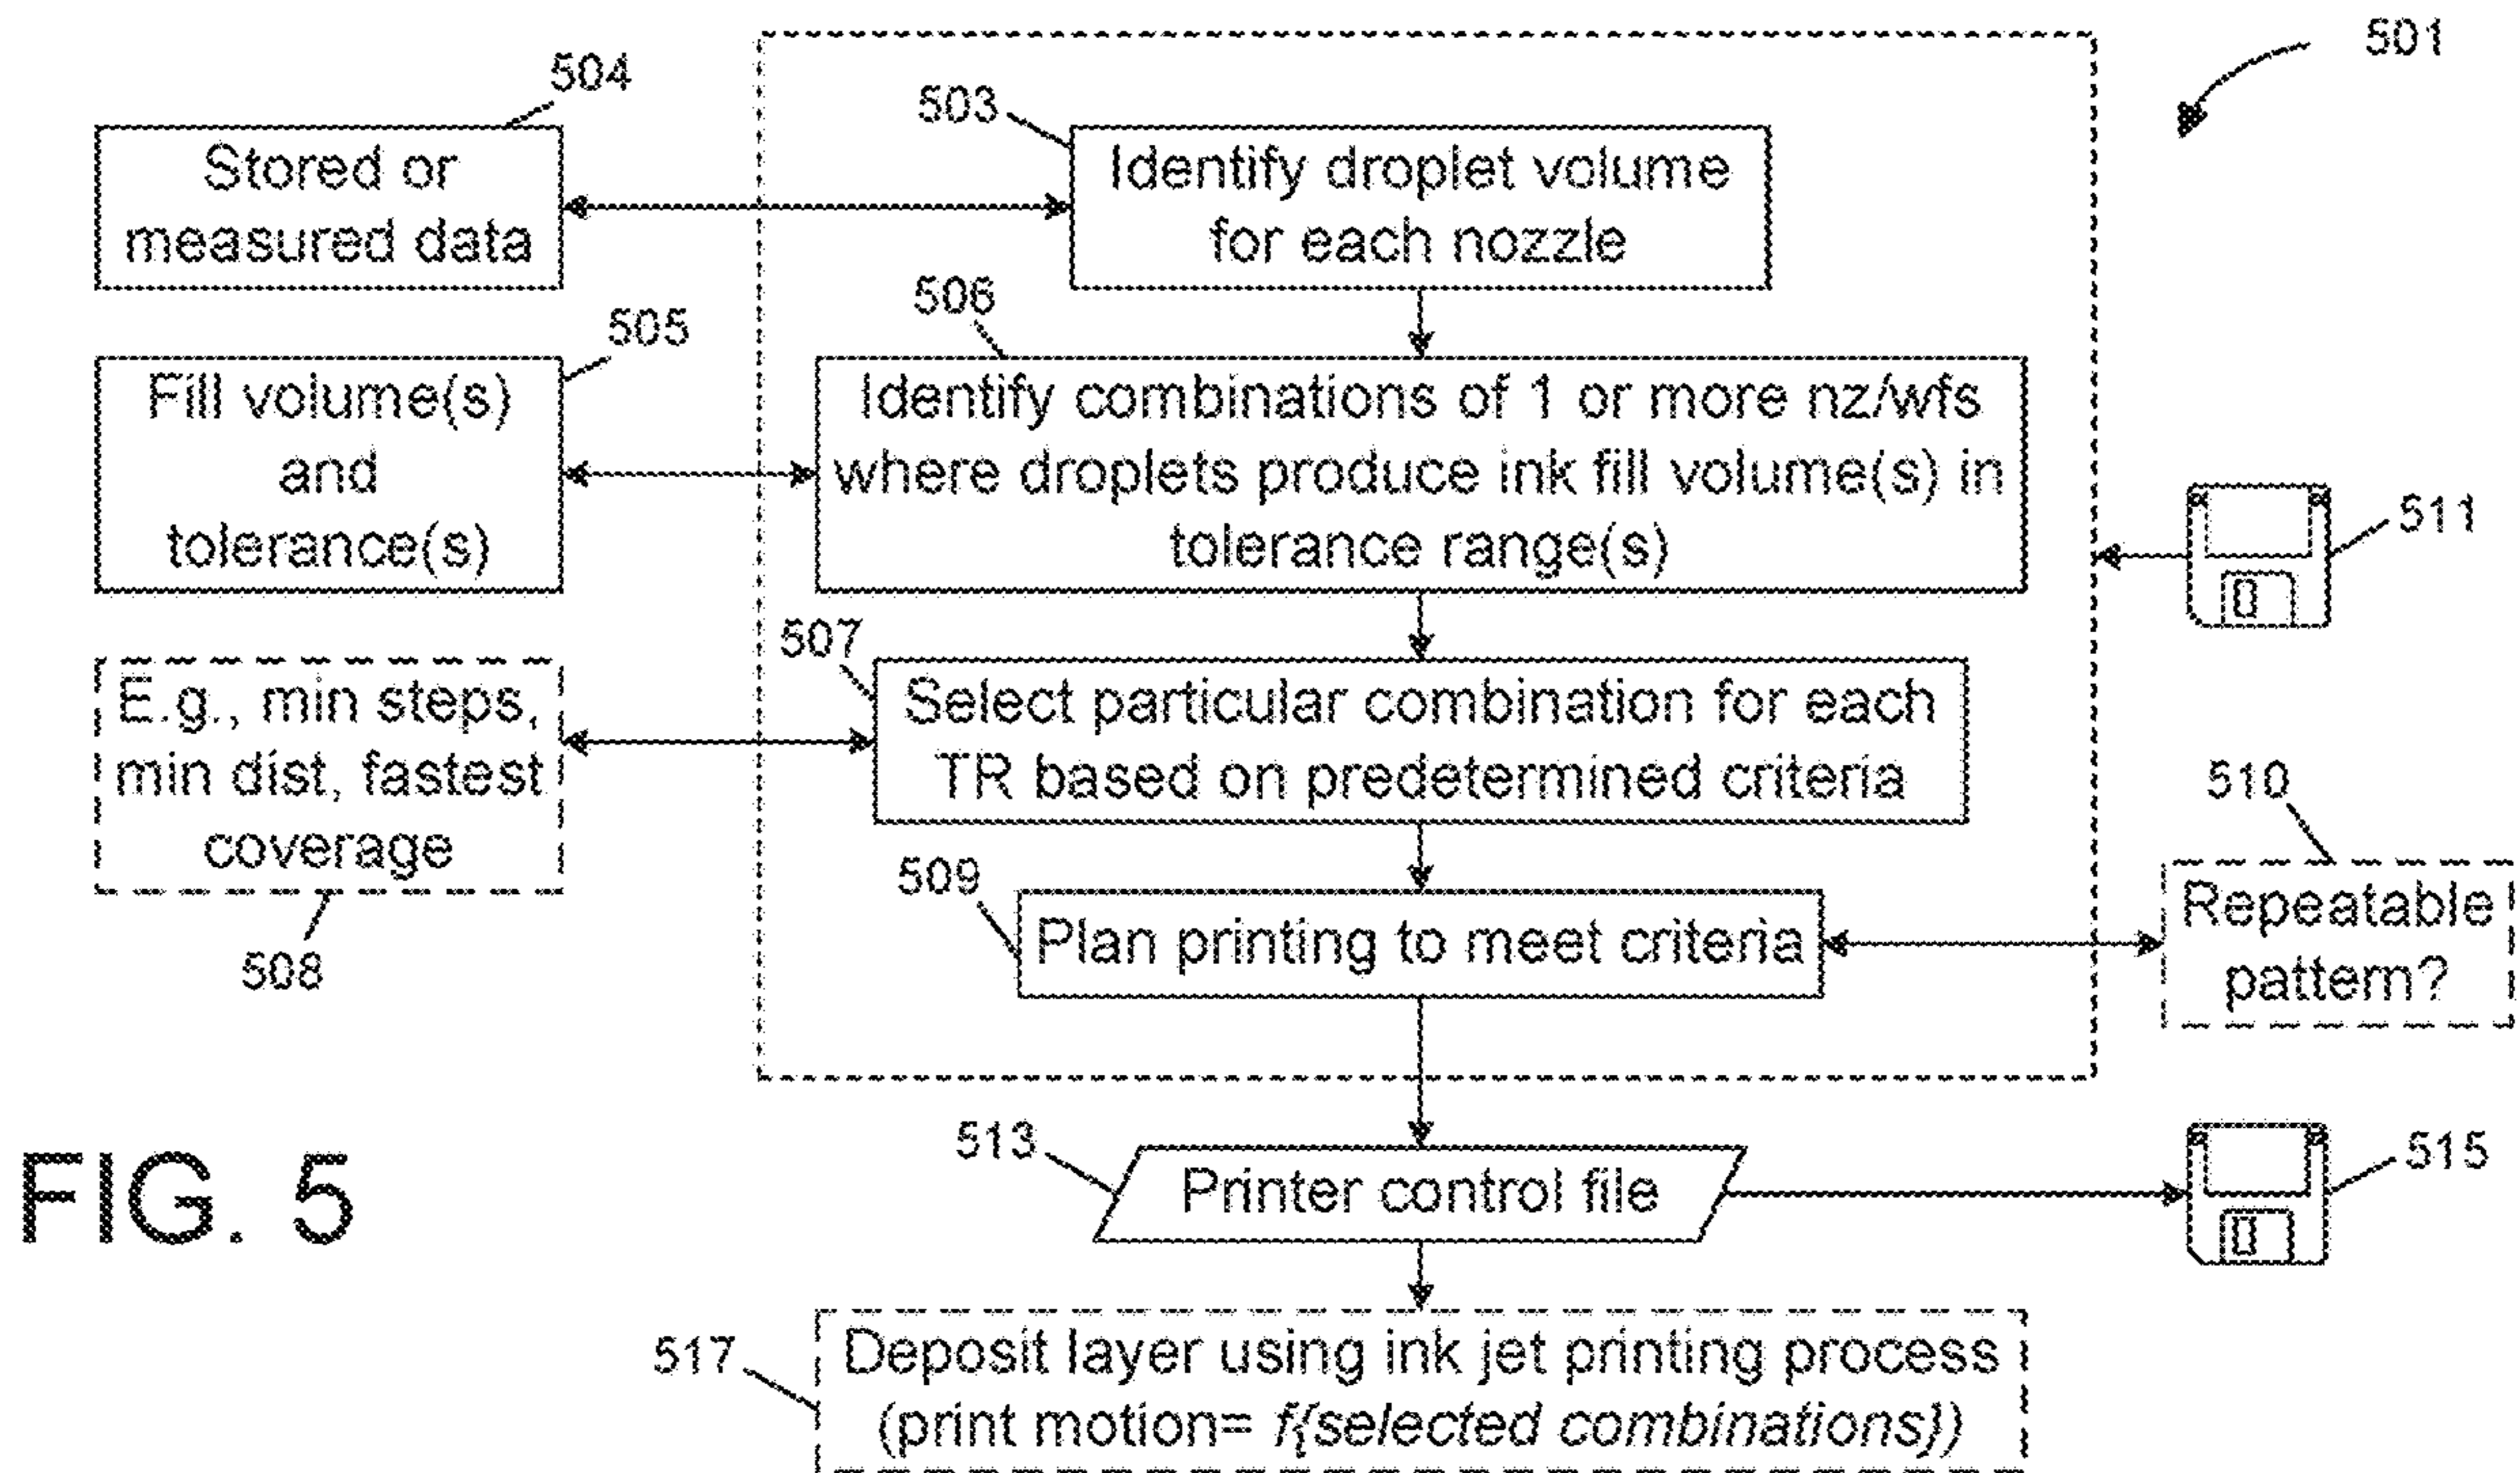 501
504
503
Stored or
measured data
Identify droplet volume
for each nozzle
505
506
Fill volume(s)
and
tolerance(s)
Identify combinations of 1 or more nz/wfs
where droplets produce ink fill volume(s) in
tolerance range(s)
511
507
E.g., min steps,
min dist, fastest
coverage
508
Select particular combination for each
TR based on predetermined criteria
510
509
Plan printing to meet criteria
Repeatable
pattern?
513
Printer control file
515
FIG. 5
517
Deposit layer using ink jet printing process
(print motion= f{selected combinations})